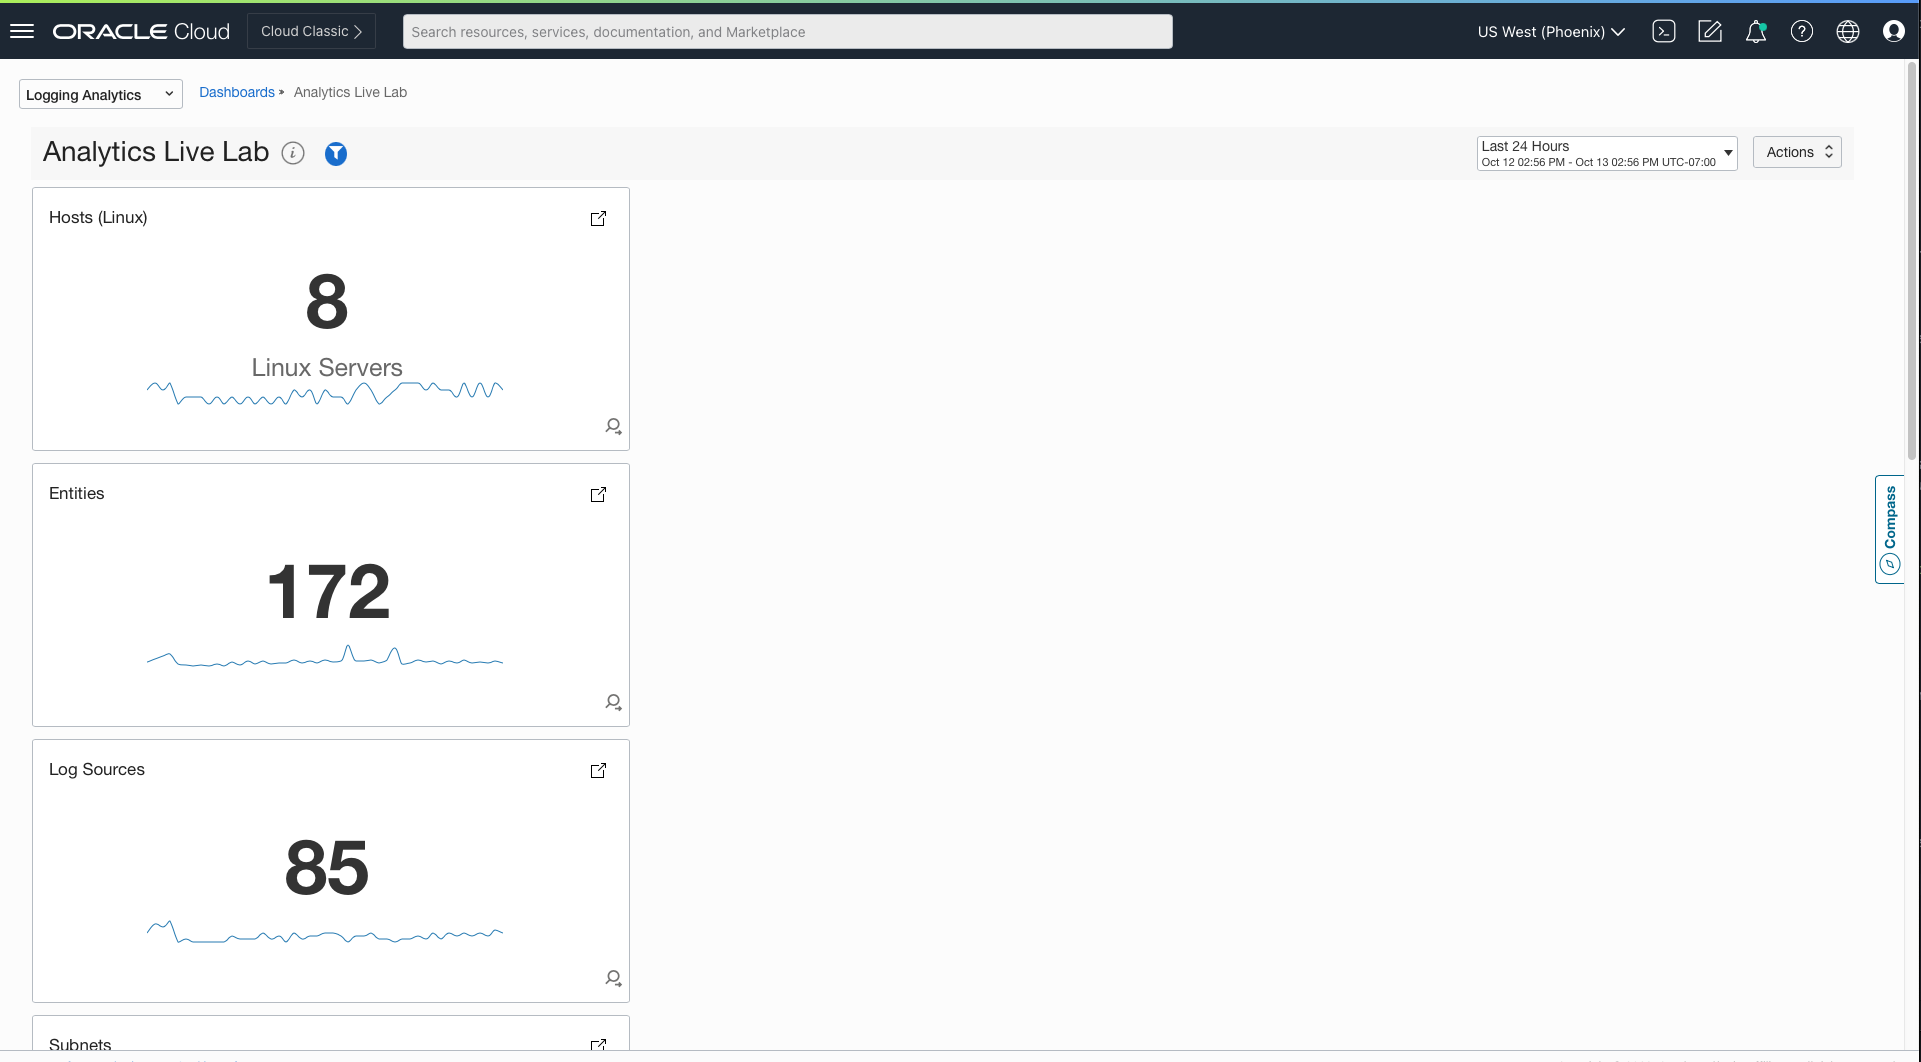 ORACLE Cloud
Cloud Classic
Search resources, services, documentation, and Marketplace
US West (Phoenix)
Logging Analytics
Dashboards » Analytics Live Lab
Analytics Live Lab
Last 24 Hours
Oct 12 02:56 PM - Oct 13 02:56 PM UTC-07:00
Actions
Hosts (Linux)
8
Linux Servers
Entities
172
Log Sources
85
Subnets
Compass